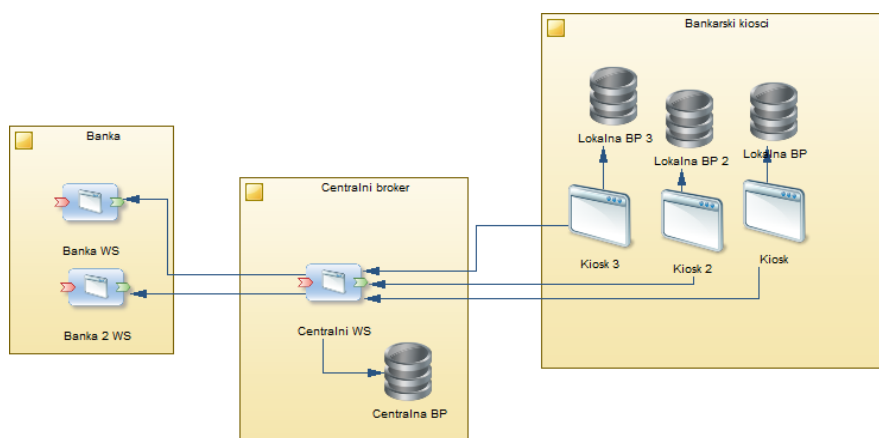 Bankarski kiosci
Lokalna BP 3
Lokalna BP 2
Lokalna BP
Kiosk 3
Kiosk 2
Kiosk
Banka
Banka WS
Banka 2 WS
Centralni broker
Centralni WS
Centralna BP